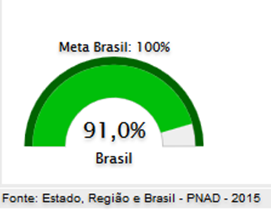 Meta Brasil: 100%
91,0%
Brasil
Fonte: Estado, Região e Brasil - PNAD - 2015